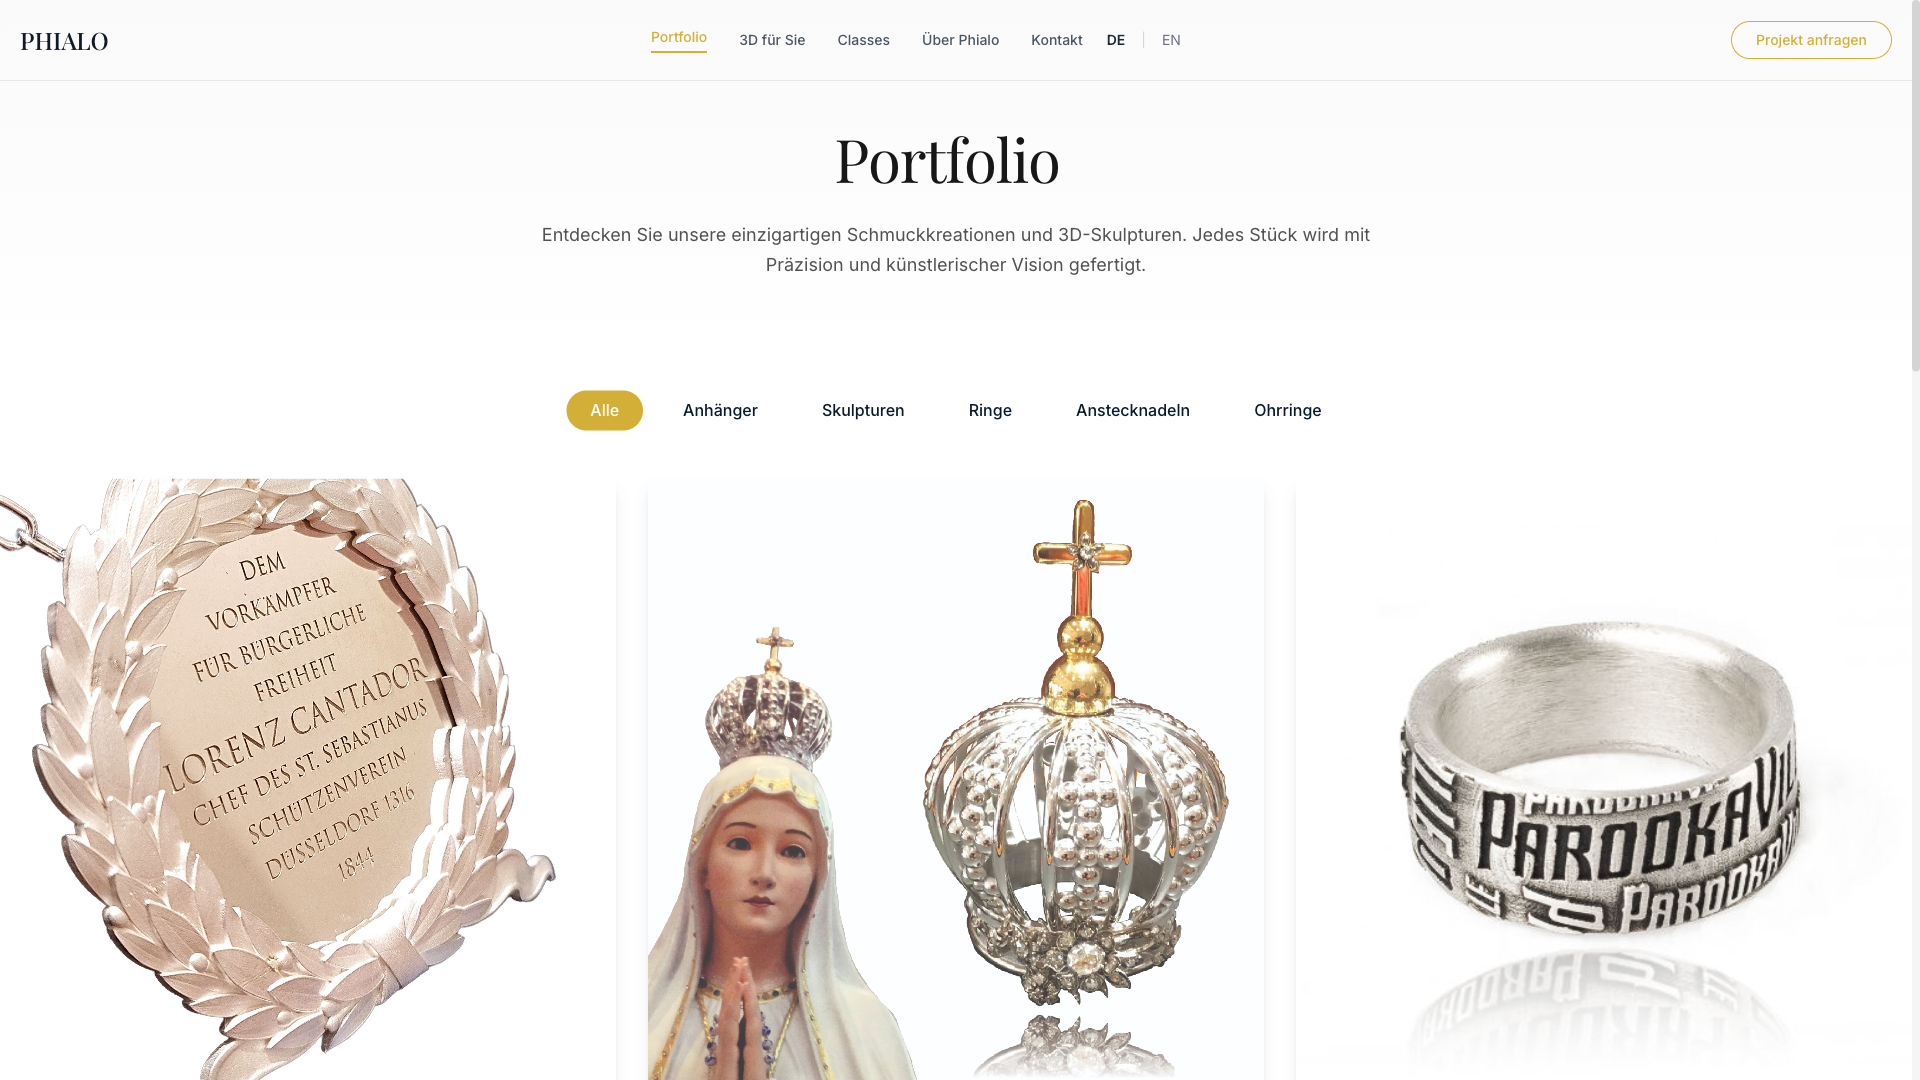 PHIALO
Portfolio
3D für Sie
Classes
Über Phialo
Kontakt
DE
EN
Projekt anfragen
Portfolio
Entdecken Sie unsere einzigartigen Schmuckkreationen und 3D-Skulpturen. Jedes Stück wird mit
Präzision und künstlerischer Vision gefertigt.
Alle
Anhänger
Skulpturen
Ringe
Anstecknadeln
Ohrringe
DEM
VORKÄMPFER
FÜR BÜRGERLICHE
FREIHEIT
LORENZ CANTADOR
CHEF DES ST. SEBASTIANUS
SCHÜTZENVEREIN
DÜSSELDORF 1316
1844
PAROOKAVIL
PAROOKAV